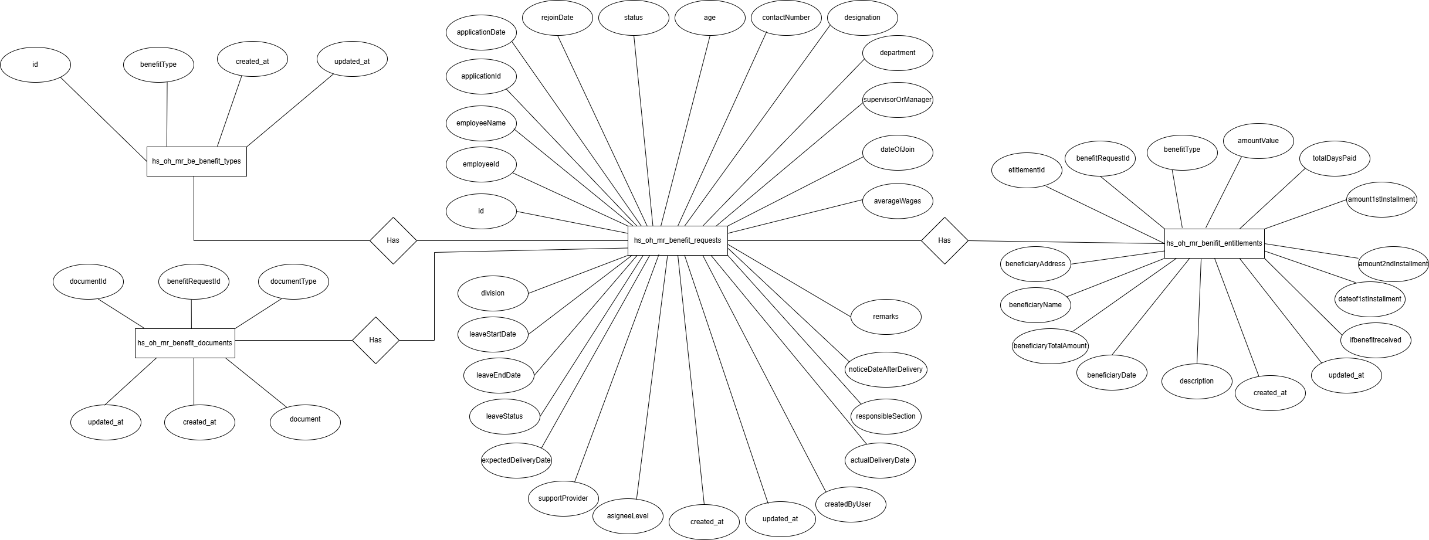 rejoinDate
status
age
contactNumber
designation
applicationDate
department
id
benefitType
created_at
updated_at
applicationId
supervisorOrManager
employeeName
dateOfJoin
hs_oh_mr_be_benefit_types
employeeId
averageWages
id
etitlementId
benefitRequestId
benefitType
amountValue
totalDaysPaid
amount1stInstallment
Has
hs_oh_mr_benefit_requests
Has
hs_oh_mr_benifit_entitlements
documentId
benefitRequestId
documentType
division
beneficiaryAddress
amount2ndInstallment
beneficiaryName
dateof1stInstallment
remarks
leaveStartDate
hs_oh_mr_benefit_documents
Has
beneficiaryTotalAmount
ifbenefitreceived
leaveEndDate
noticeDateAfterDelivery
beneficiaryDate
description
created_at
updated_at
updated_at
created_at
document
leaveStatus
responsibleSection
expectedDeliveryDate
actualDeliveryDate
supportProvider
asigneeLevel
created_at
updated_at
createdByUser